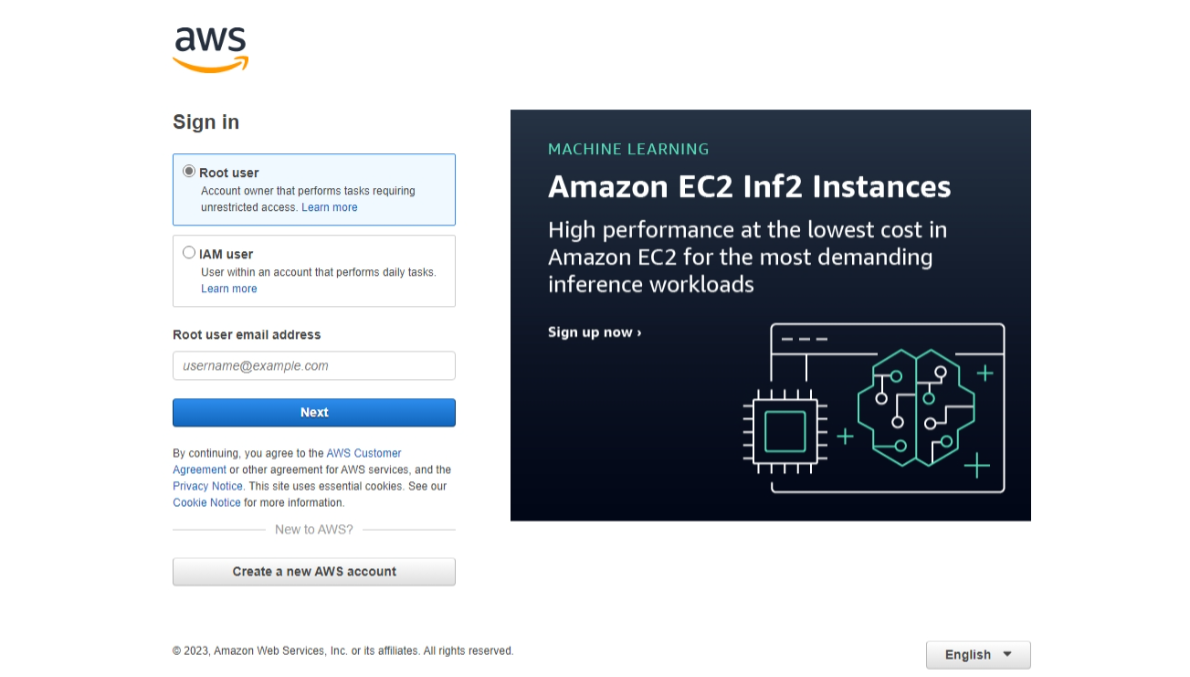 aws
Sign in
Root user
Account owner that performs tasks requiring
unrestricted access. Learn more
IAM user
User within an account that performs daily tasks.
Learn more
Root user email address
username@example.com
Next
By continuing, you agree to the AWS Customer
Agreement or other agreement for AWS services, and the
Privacy Notice. This site uses essential cookies. See our
Cookie Notice for more information.
New to AWS?
Create a new AWS account
MACHINE LEARNING
Amazon EC2 Inf2 Instances
High performance at the lowest cost in
Amazon EC2 for the most demanding
inference workloads
Sign up now ›
© 2023, Amazon Web Services, Inc. or its affiliates. All rights reserved.
English